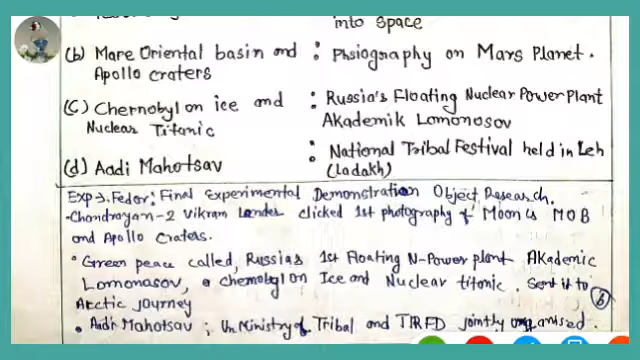 into Space
(b) Mare Oriental basin and : Phsiography on Mars Planet.
Apollo craters
(C) Chernobyl on ice and : Russia's Floating Nuclear Power Plant
Nuclear Titanic Akademik Lomonosov
(d) Aadi Mahotsav : National Tribal Festival held in Leh
(Ladakh)
Exp→. Fedor: Final Experimental Demonstration Object Research.
-Chandrayan-2 Vikram Lander clicked 1st photography of Moon is MOB
and Apollo Craters.
• Green peace called, Russia's 1st Floating N-Power plant Akademic
Lomonasov, a chernobyl on Ice and Nuclear titanic. Sent it to
Arctic journey (b)
• Aadi Mahotsav ; Un. Ministry of Tribal and jointly organised.